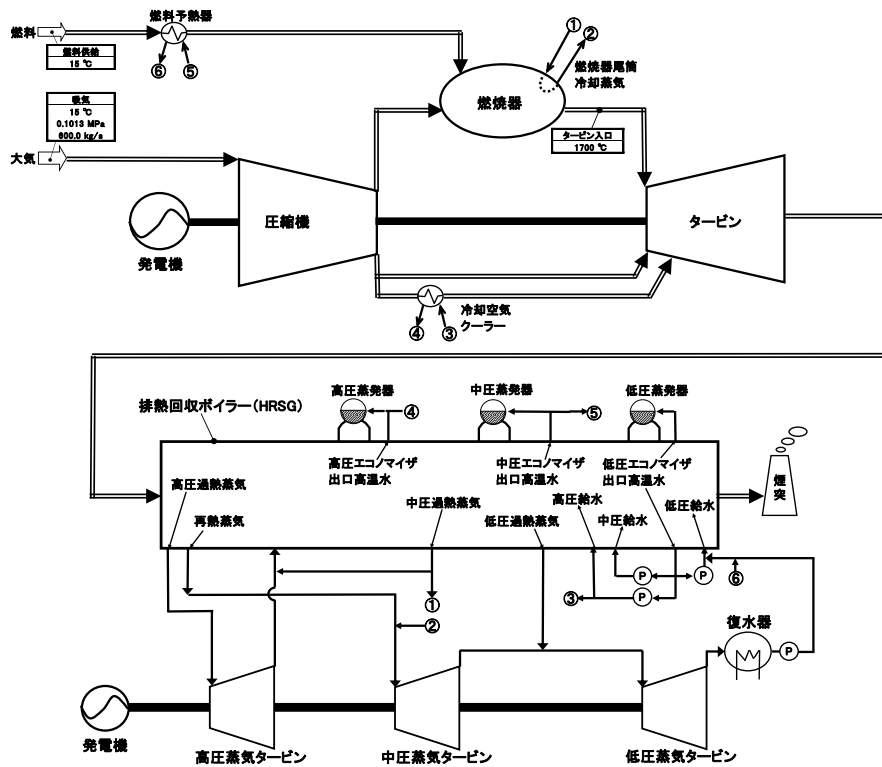 燃料予熱器
燃料
燃料供給
15 ℃
⑥
⑤
①
②
燃焼器尾筒
冷却蒸気
燃焼器
吸気
15 ℃
0.1013 MPa
600.0 kg/s
タービン入口
1700 ℃
大気
圧縮機
タービン
発電機
冷却空気
クーラー
④
③
高圧蒸発器
中圧蒸発器
低圧蒸発器
排熱回収ボイラー(HRSG)
④
⑤
高圧エコノマイザ
出口高温水
中圧エコノマイザ
出口高温水
低圧エコノマイザ
出口高温水
煙
突
高圧過熱蒸気
中圧過熱蒸気
高圧給水
低圧給水
再熱蒸気
低圧過熱蒸気
中圧給水
P
P
⑥
③
P
①
②
復水器
P
発電機
高圧蒸気タービン
中圧蒸気タービン
低圧蒸気タービン